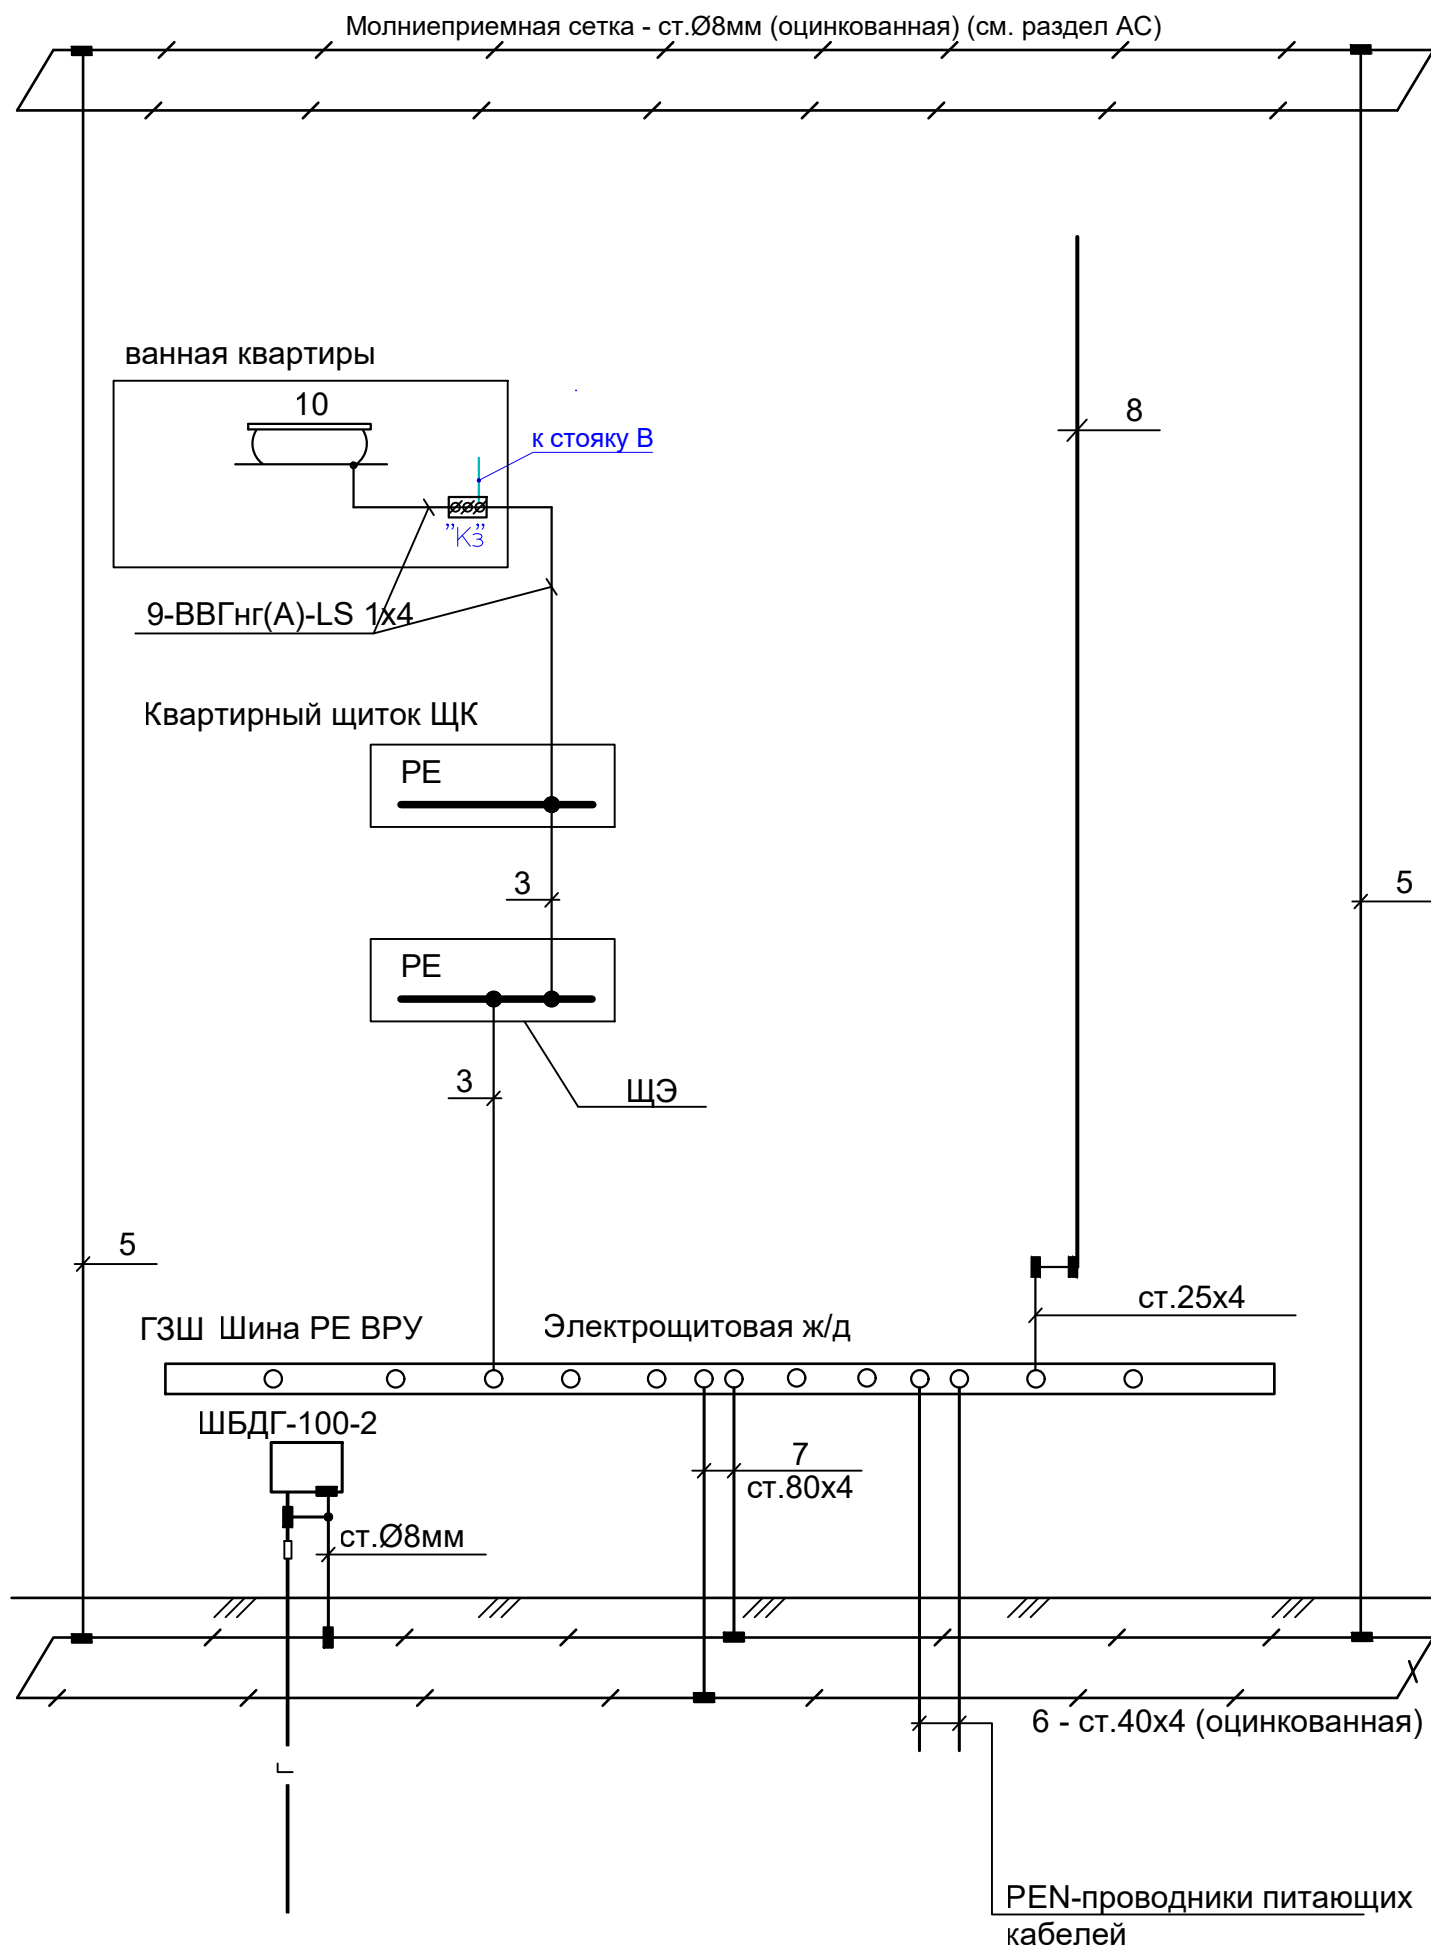 Молниеприемная сетка - ст.Ø8мм (оцинкованная) (см. раздел АС)
ванная квартиры
10
8
к стояку В
"Кз"
9-ВВГнг(А)-LS 1х4
Квартирный щиток ЩК
РЕ
3
5
РЕ
3
ЩЭ
5
ст.25х4
ГЗШ Шина РЕ ВРУ
Электрощитовая ж/д
ШБДГ-100-2
7
ст.80х4
ст.Ø8мм
6 - ст.40х4 (оцинкованная)
Г
PEN-проводники питающих
кабелей